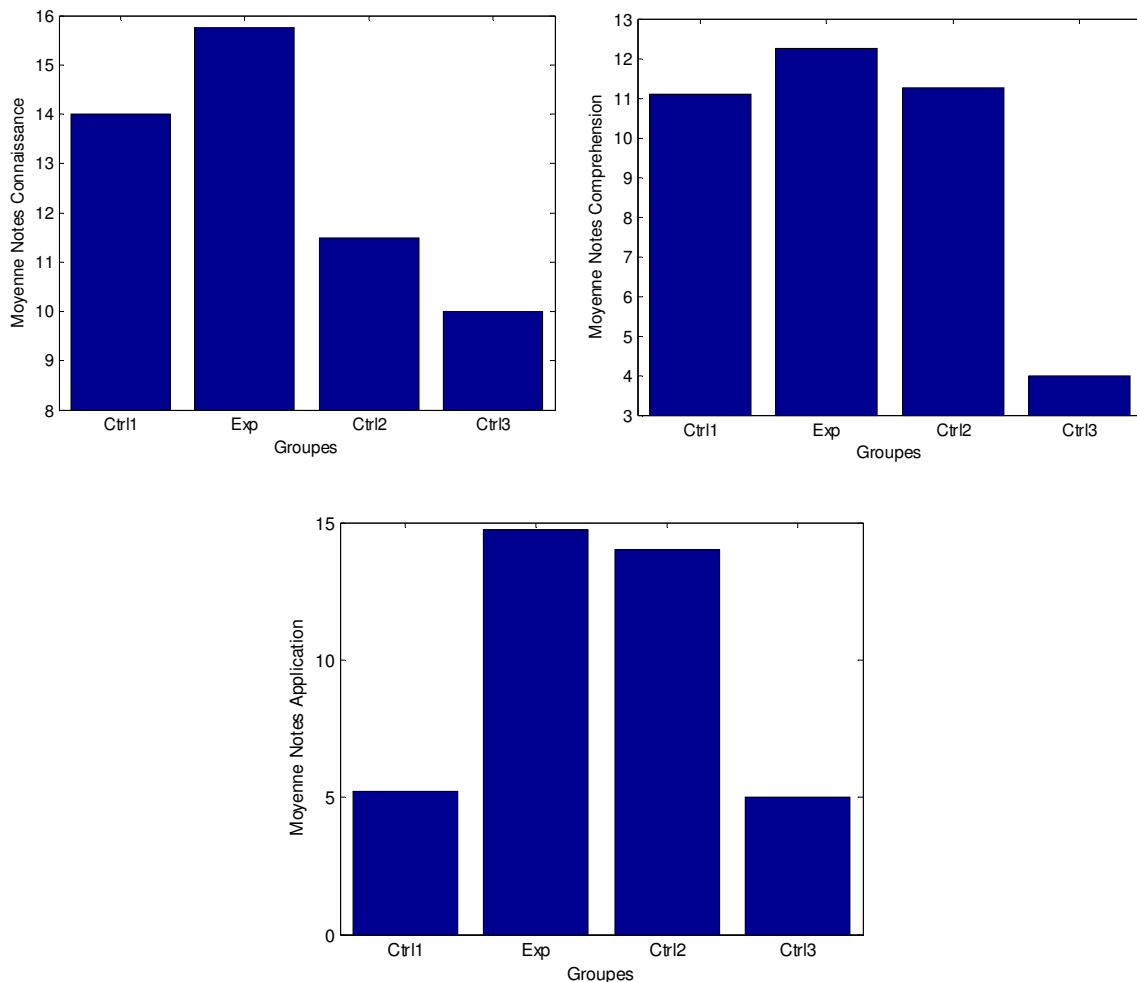 16
15
14
13
12
11
10
9
8
Moyenne Notes Connaissance
Ctrl1 Exp Ctrl2 Ctrl3
Groupes
13
12
11
10
9
8
7
6
5
4
3
Moyenne Notes Comprehension
Ctrl1 Exp Ctrl2 Ctrl3
Groupes
15
10
5
0
Moyenne Notes Application
Ctrl1 Exp Ctrl2 Ctrl3
Groupes